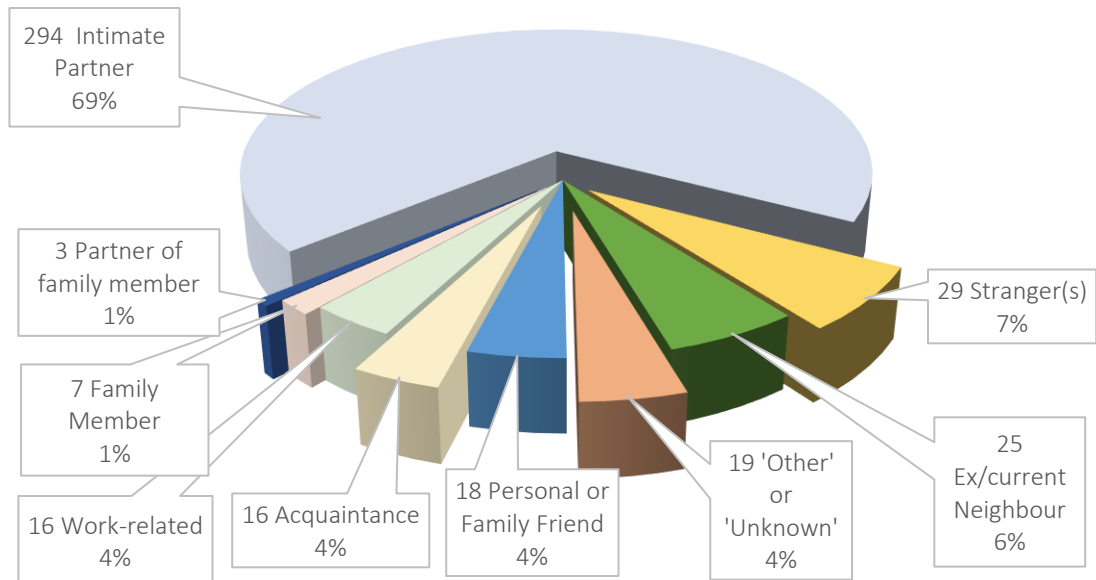 294 Intimate
Partner
69%
3 Partner of
family member
1%
7 Family
Member
1%
16 Work-related
4%
16 Acquaintance
4%
18 Personal or
Family Friend
4%
19 'Other'
or
'Unknown'
4%
25
Ex/current
Neighbour
6%
29 Stranger(s)
7%